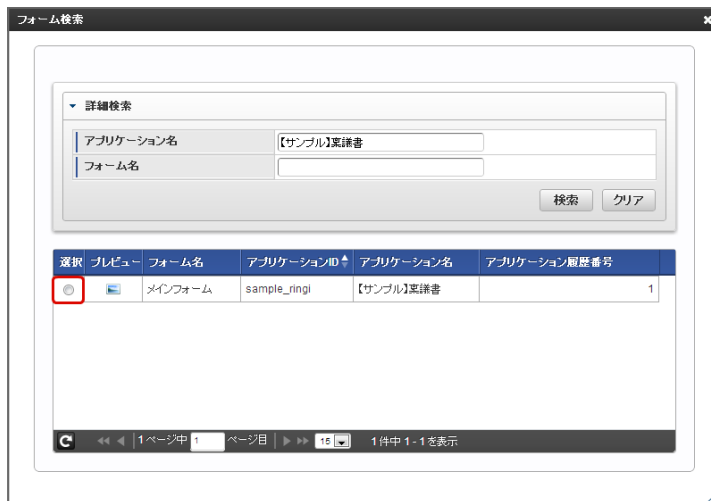 フォーム検索
詳細検索
アプリケーション名 【サンプル】稟議書
フォーム名
検索 クリア
選択 プレビュー フォーム名 アプリケーションID アプリケーション名 アプリケーション履歴番号
メインフォーム sample_ringi 【サンプル】稟議書 1
1 ページ中 1 ページ目 15 1 件中 1 - 1 を表示